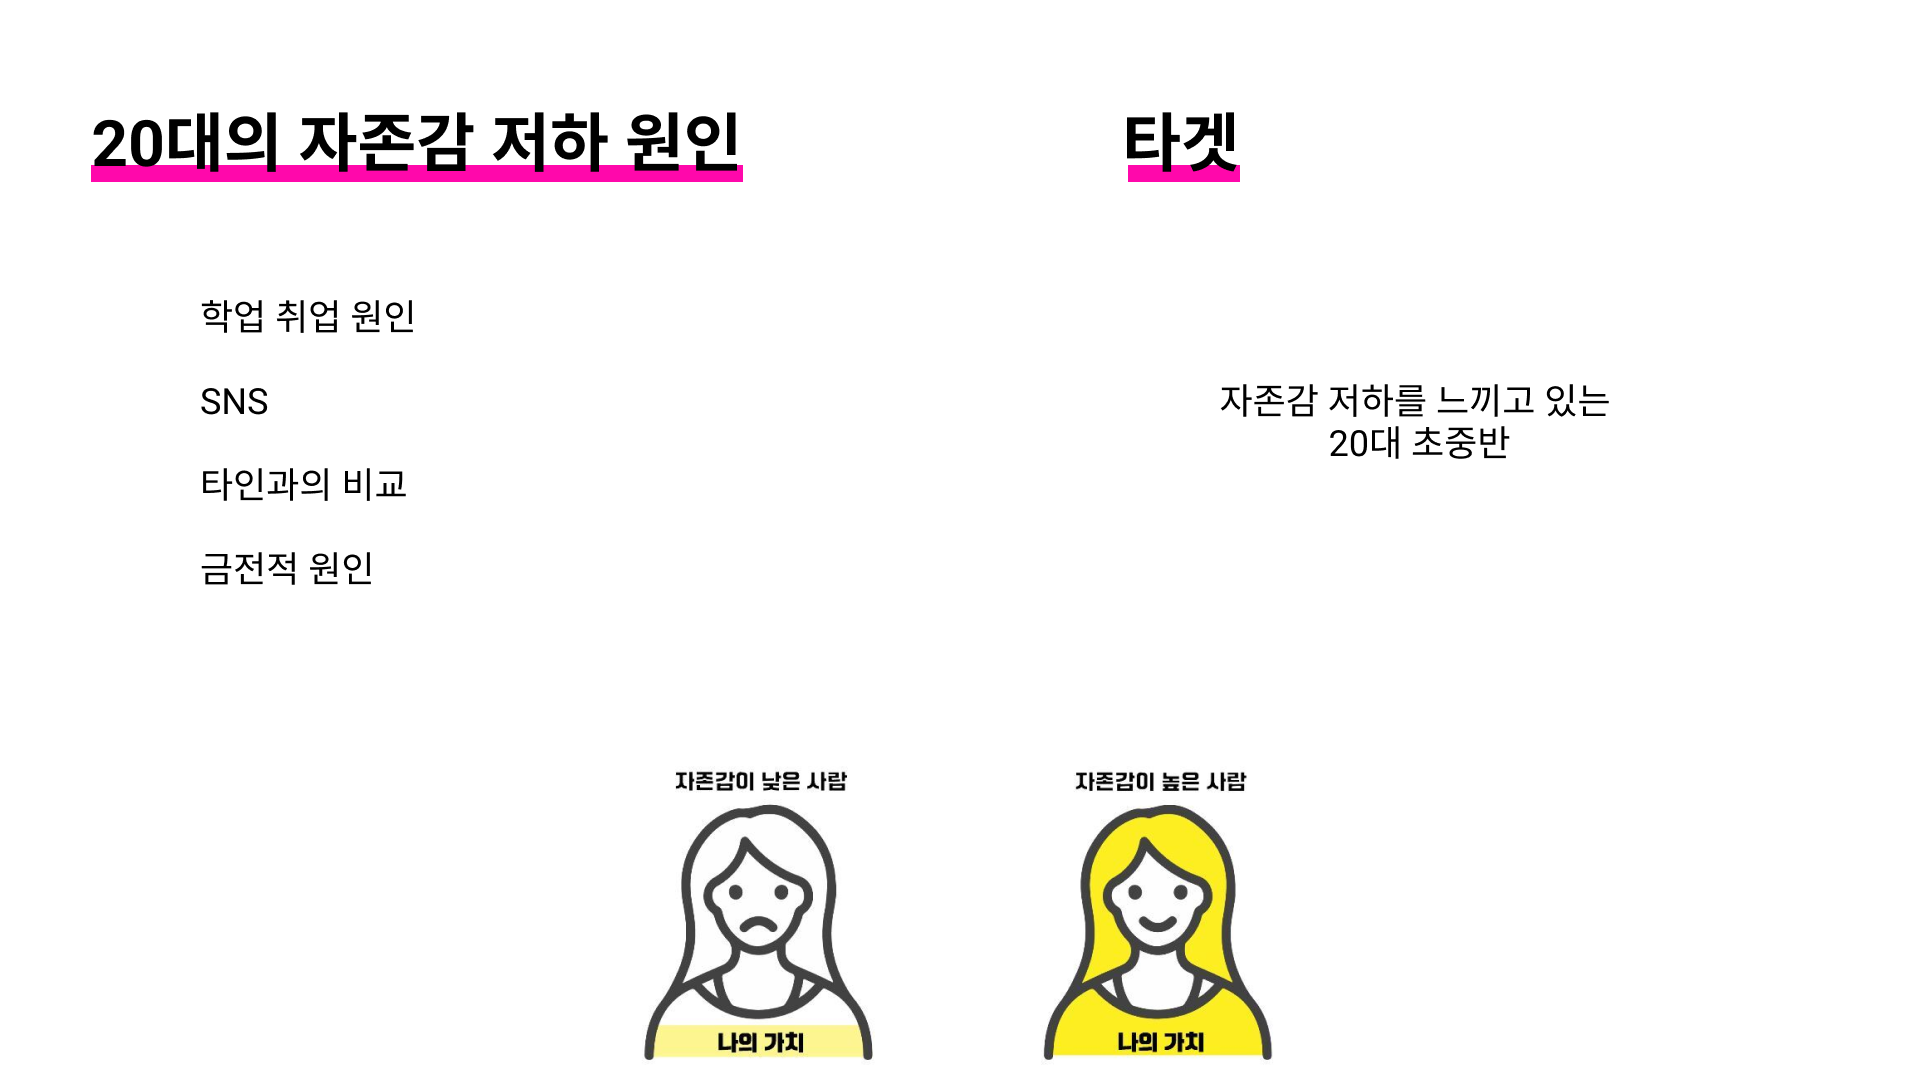 20대의 자존감 저하 원인
학업 취업 원인
SNS
타인과의 비교
금전적 원인
타겟
자존감 저하를 느끼고 있는
20대 초중반
자존감이 낮은 사람
나의 가치
자존감이 높은 사람
나의 가치